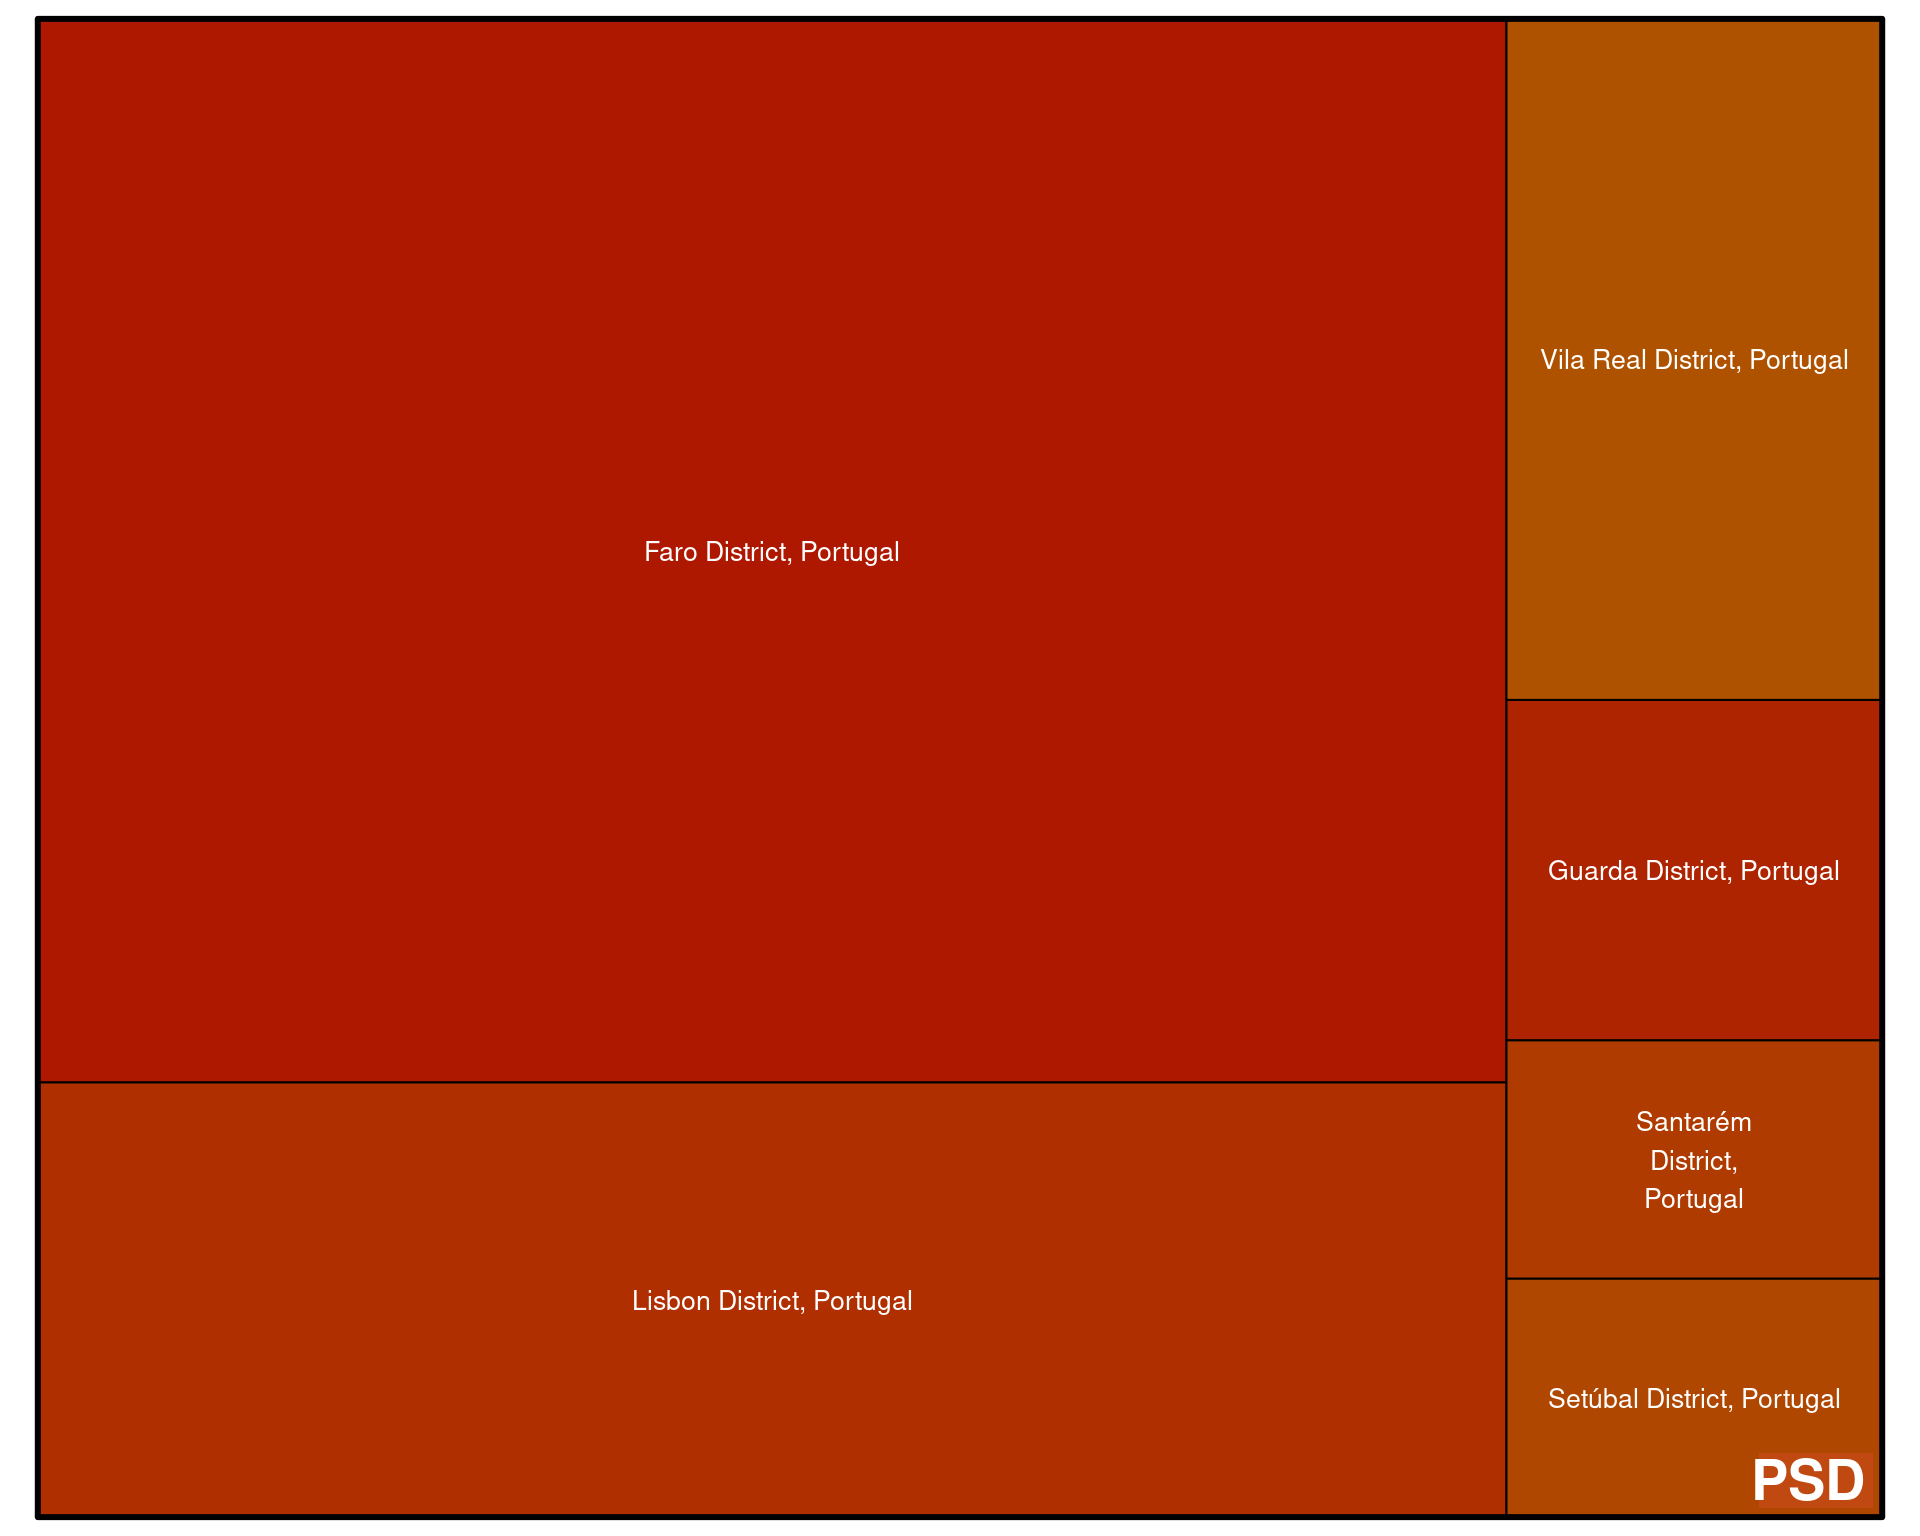 Faro District, Portugal
Lisbon District, Portugal
Vila Real District, Portugal
Guarda District, Portugal
Santarém
District,
Portugal
Setúbal District, Portugal
PSD